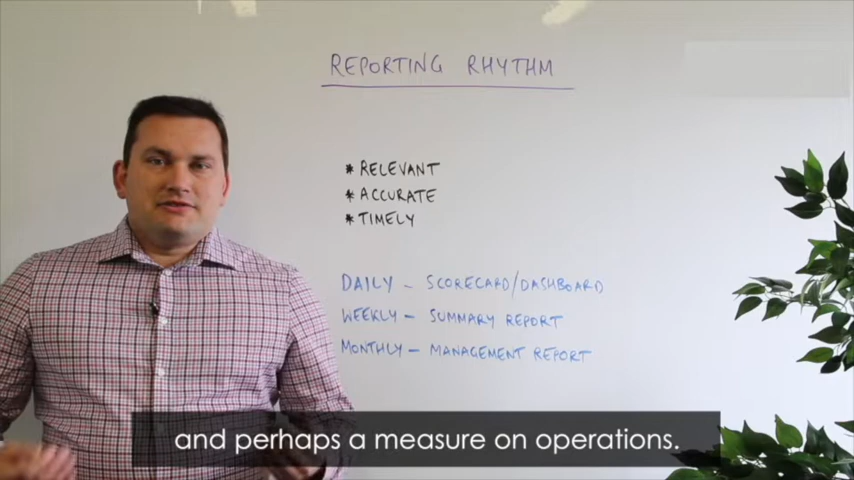 REPORTING RHYTHM
* RELEVANT
* ACCURATE
* TIMELY
DAILY - SCORECARD/DASHBOARD
WEEKLY - SUMMARY REPORT
MONTHLY - MANAGEMENT REPORT
and perhaps a measure on operations.